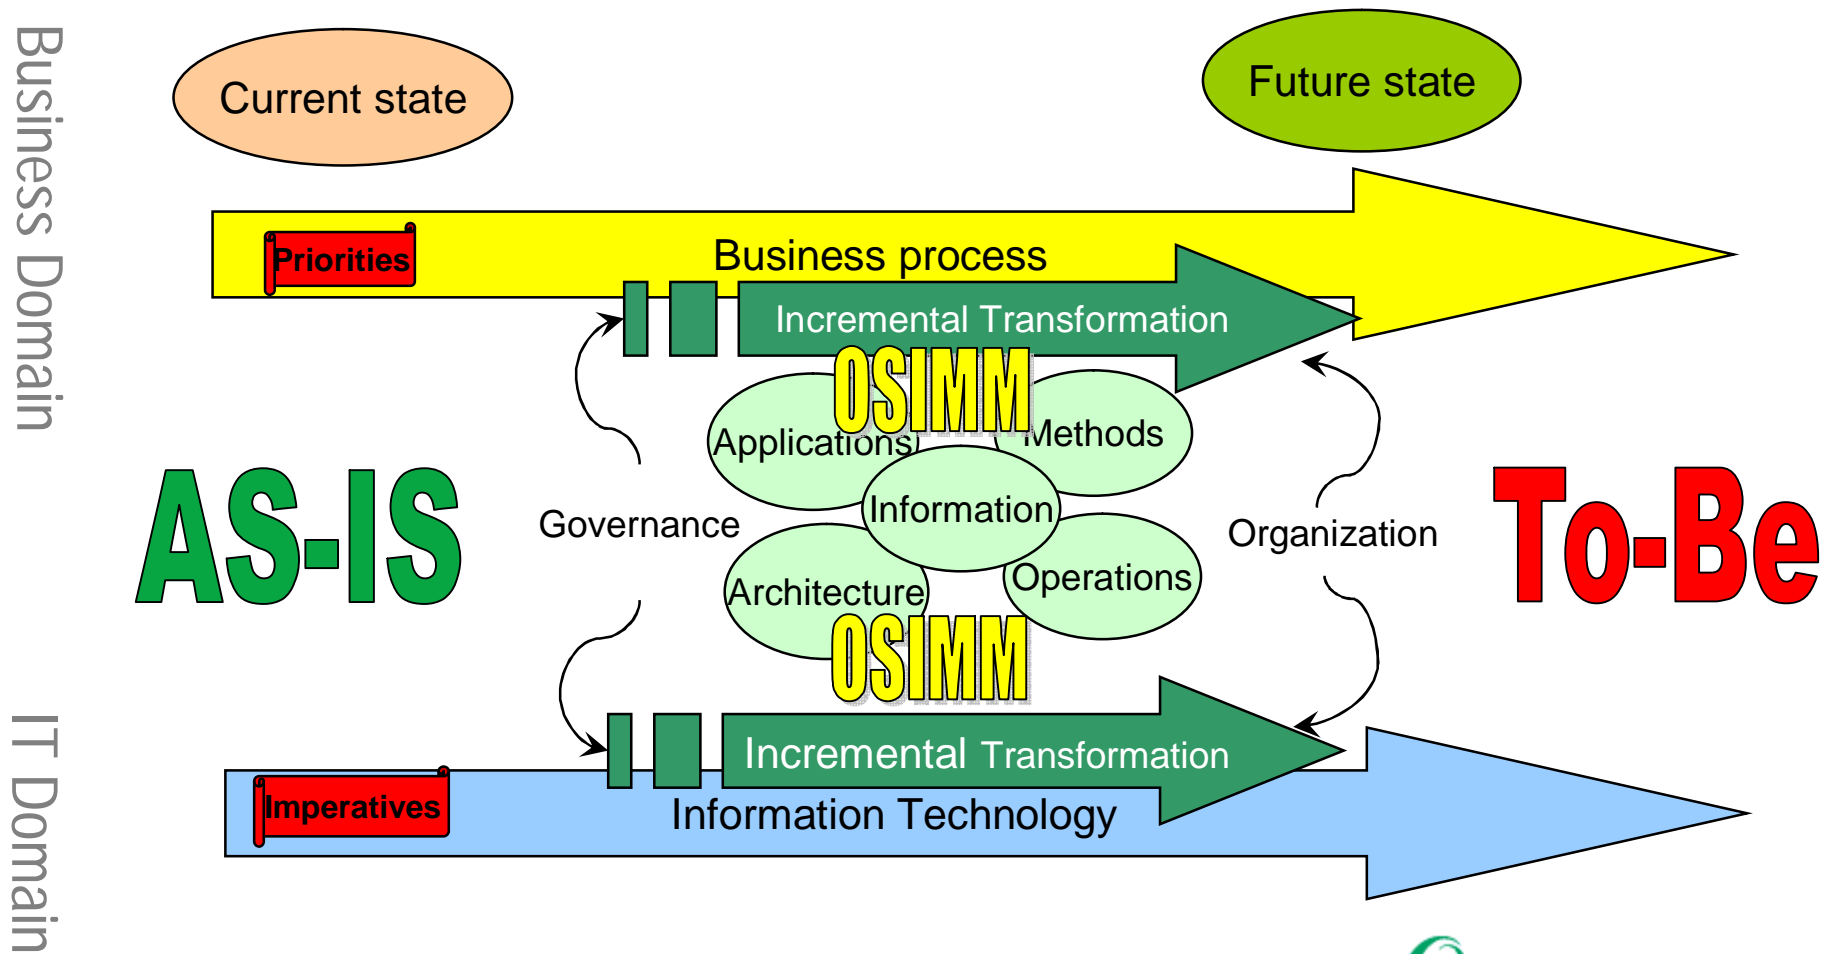 Business Domain
Current state
Future state
Priorities
Business process
Incremental Transformation
OSIMM
Applications
Methods
AS-IS
Governance
Information
Organization
To-Be
Architecture
Operations
OSIMM
Incremental Transformation
IT Domain
Imperatives
Information Technology